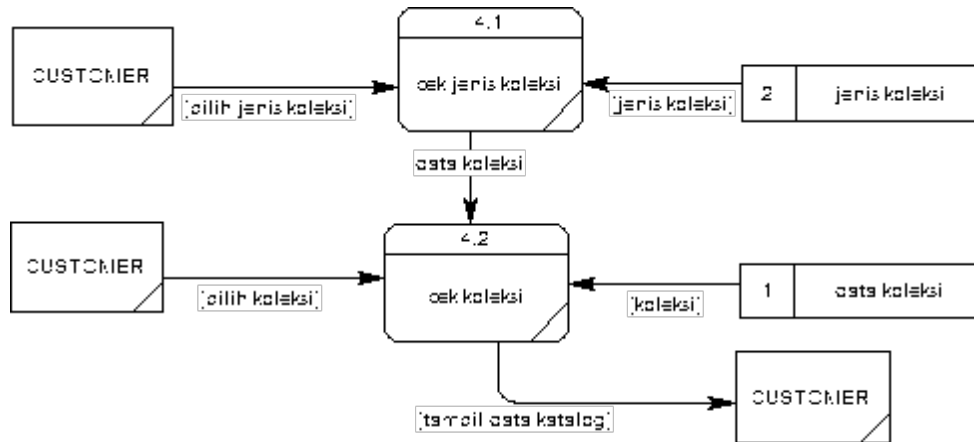 4.1
CUSTOMER
cek jenis koleksi
2
jenis koleksi
[pilih jenis koleksi]
[jenis koleksi]
data koleksi
4.2
CUSTOMER
cek koleksi
1
data koleksi
[pilih koleksi]
[koleksi]
CUSTOMER
[tampil data katalog]